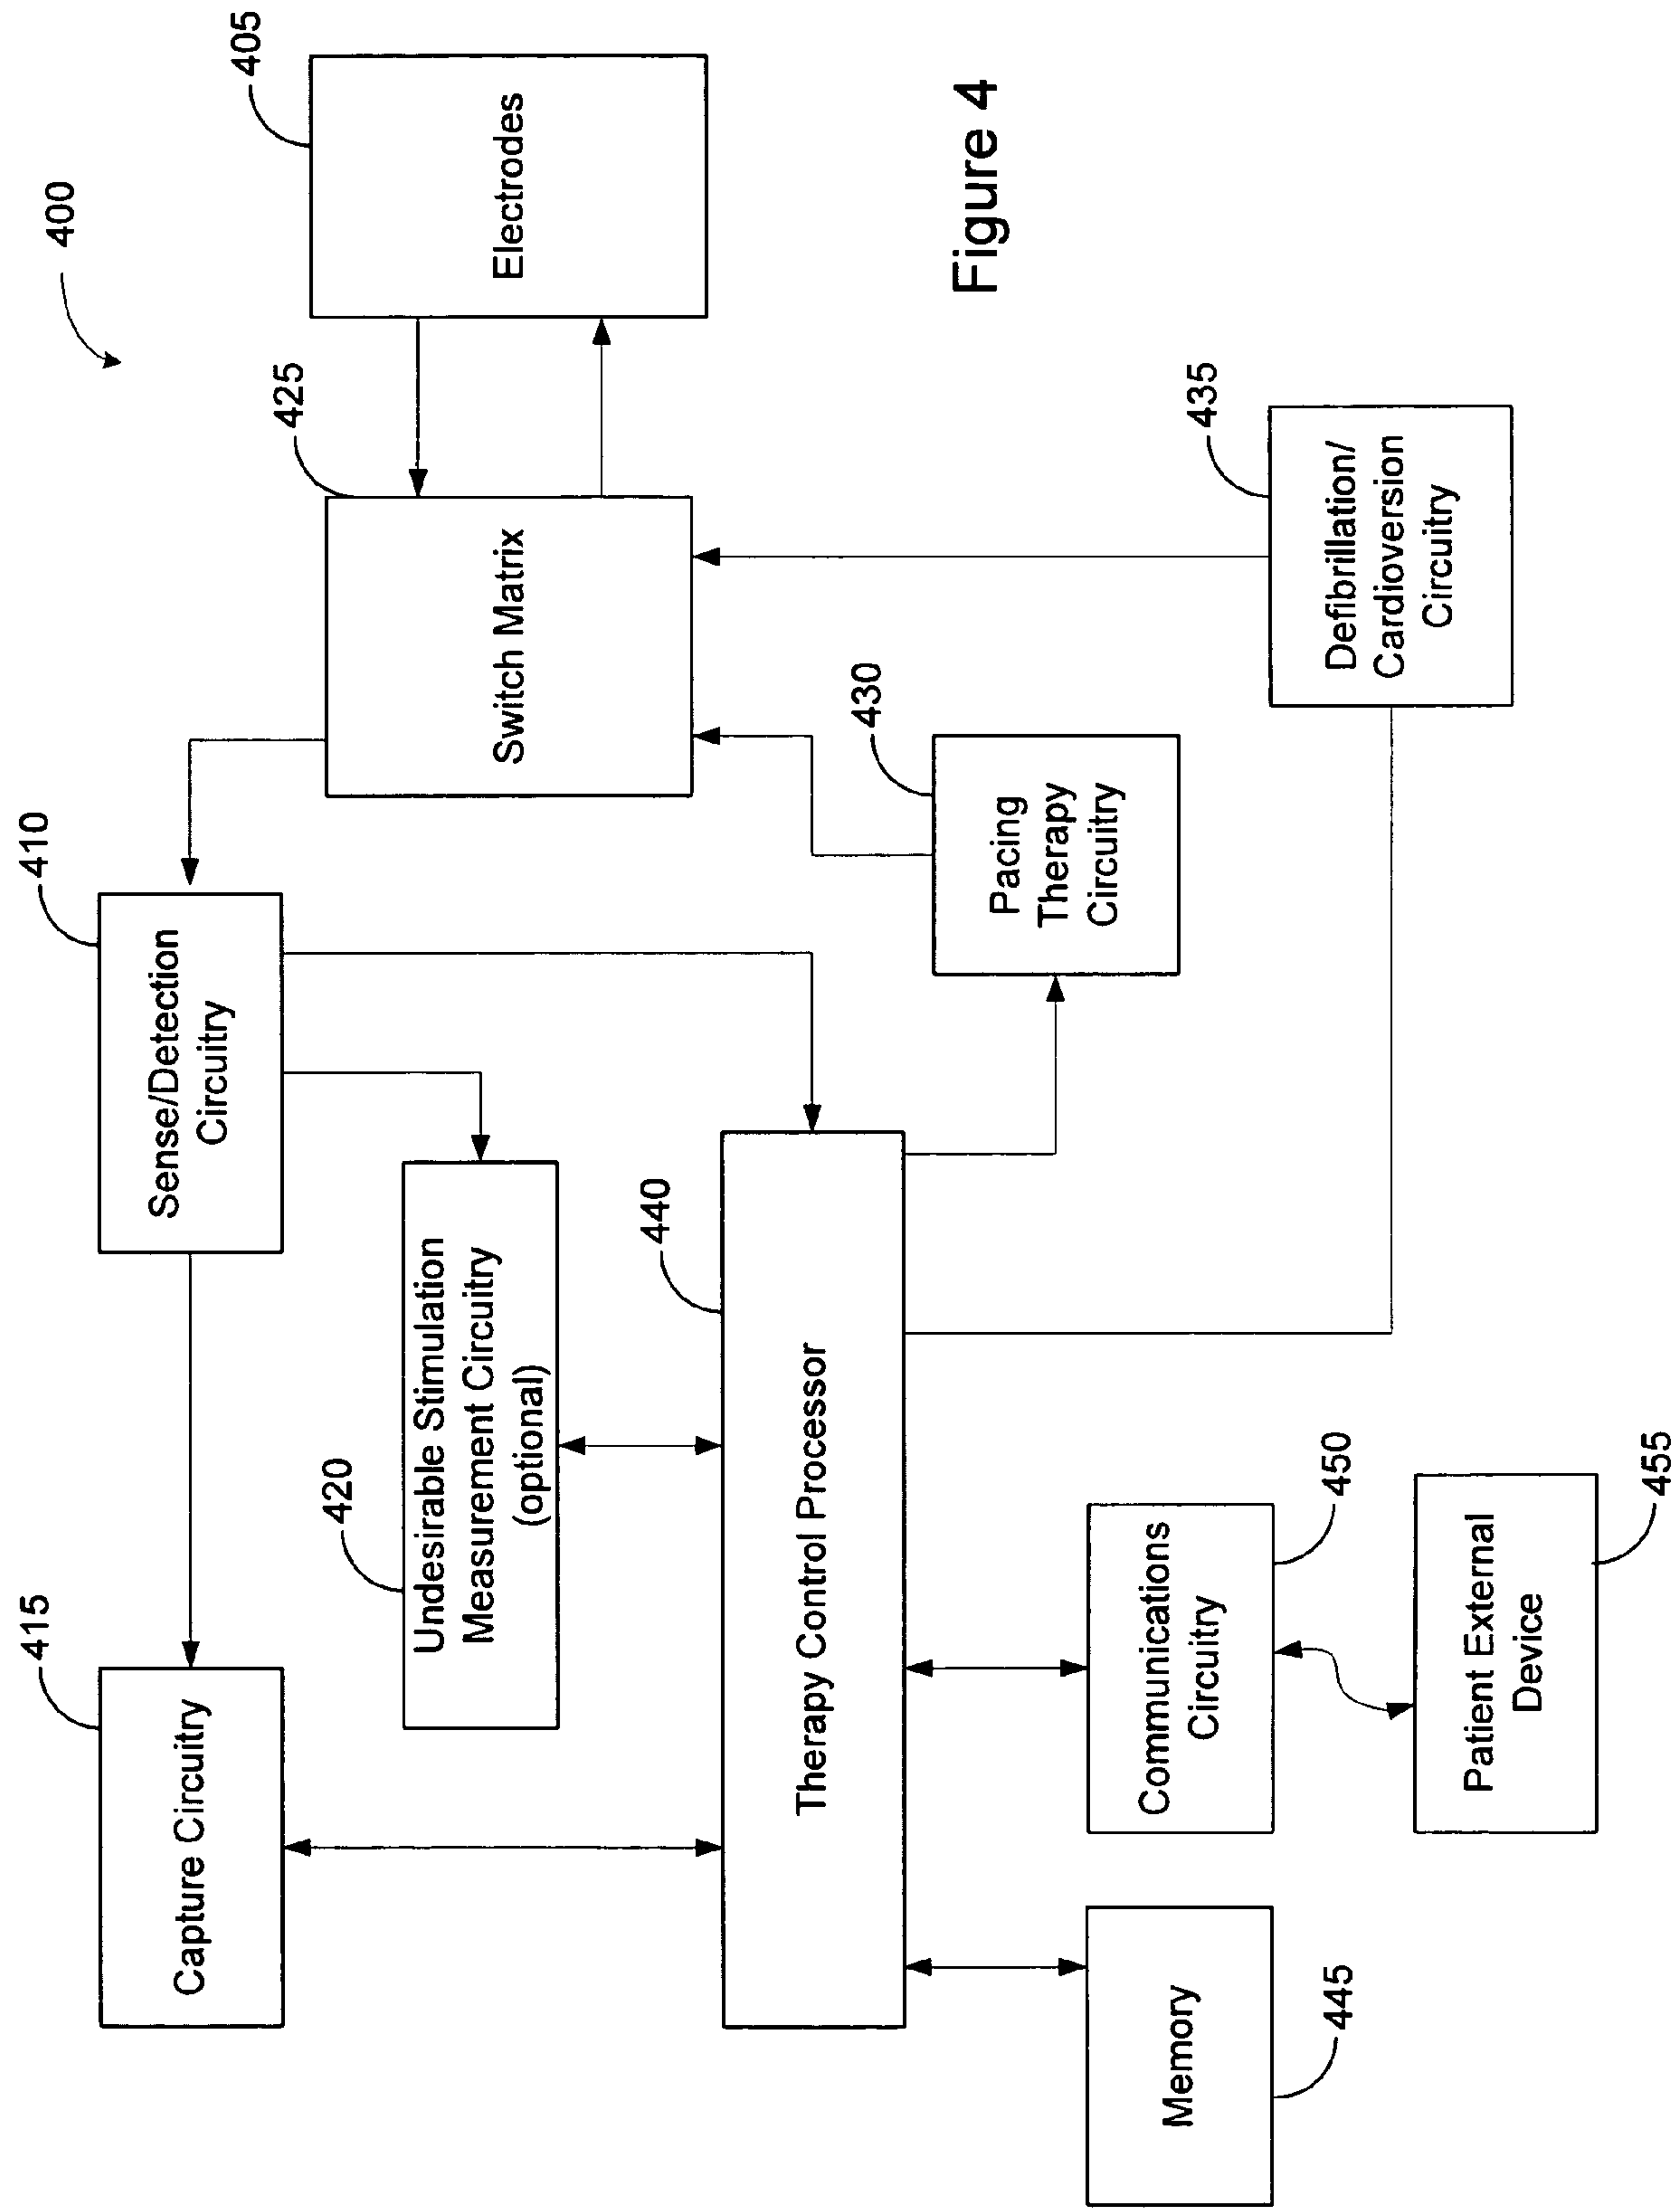 400
415
410
425
405
Capture Circuitry
Sense/Detection
Circuitry
Switch Matrix
Electrodes
420
Undesirable Stimulation
Measurement Circuitry
(optional)
440
Therapy Control Processor
430
Pacing
Therapy
Circuitry
435
Defibrillation/
Cardioversion
Circuitry
Memory
445
Communications
Circuitry
450
Patient External
Device
455
Figure 4